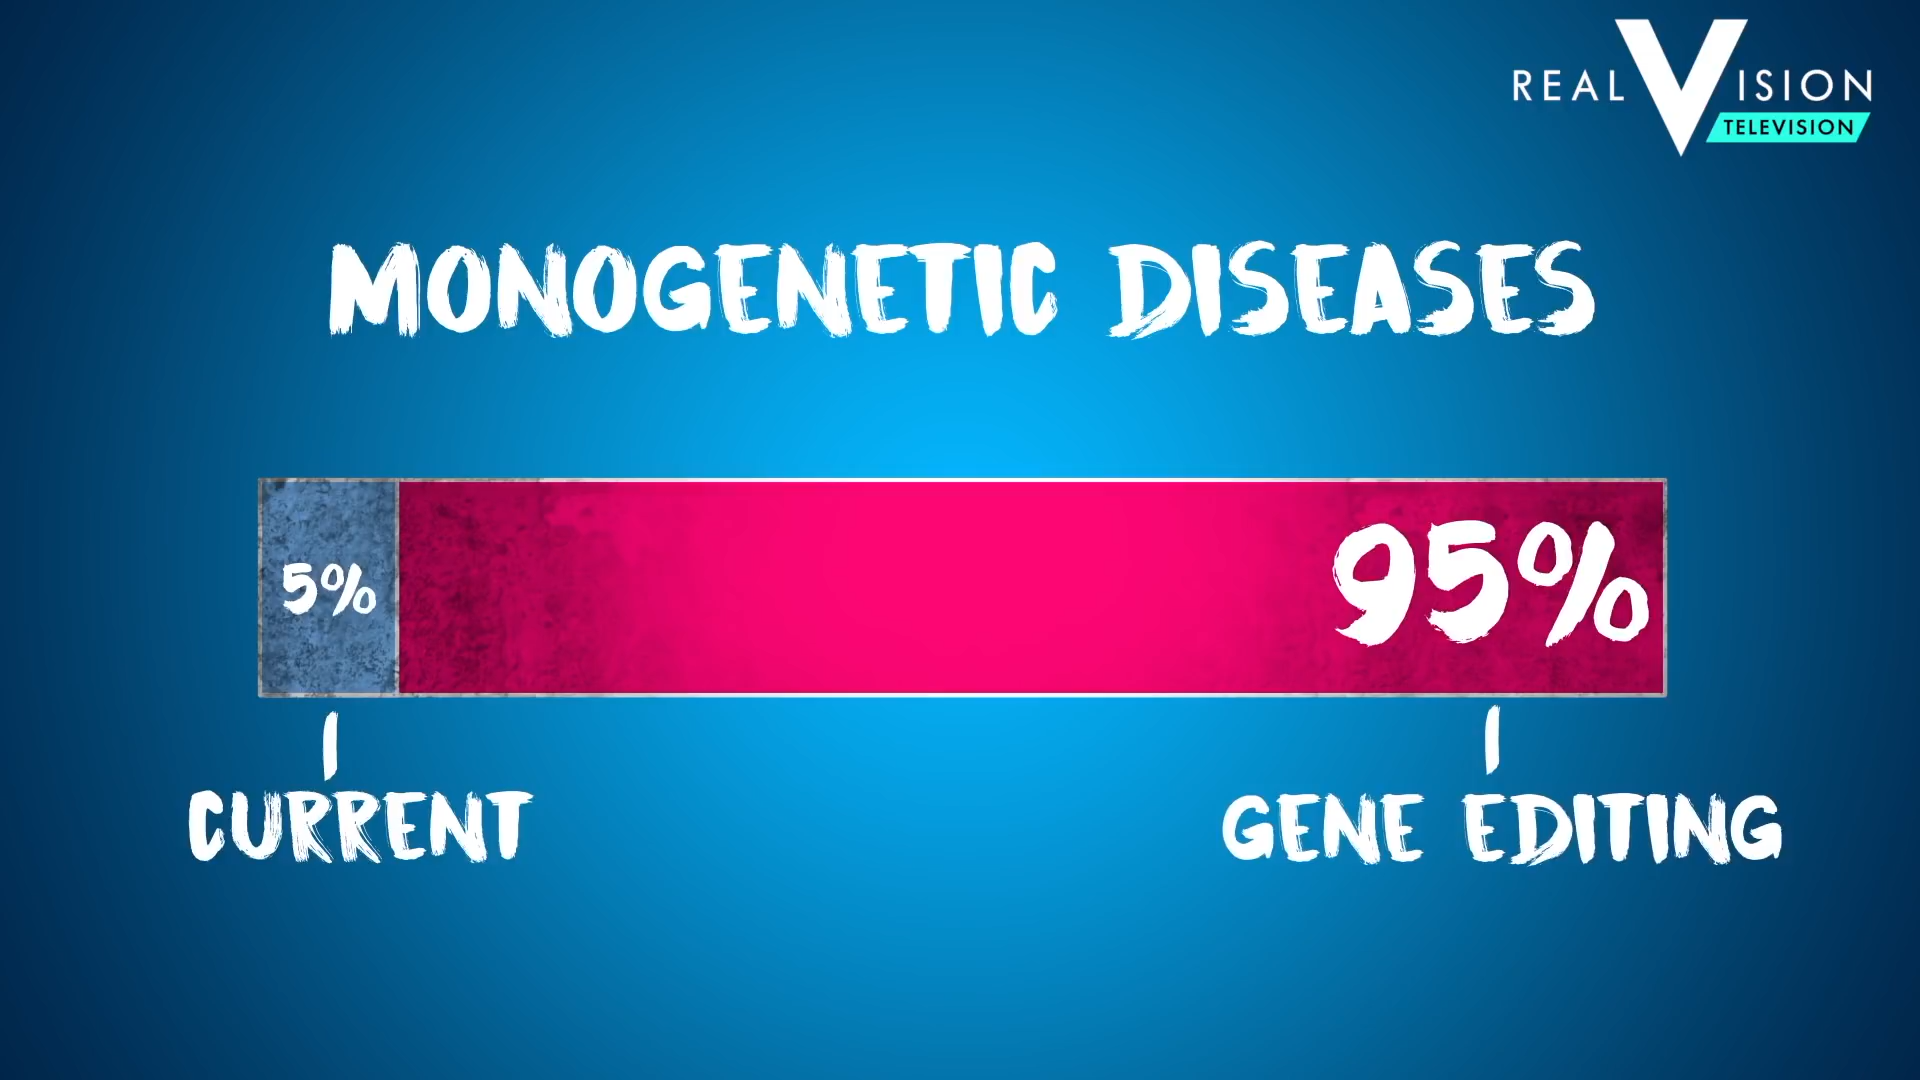 REAL VISION
TELEVISION
MONOGENETIC DISEASES
5%
95%
CURRENT
GENE EDITING